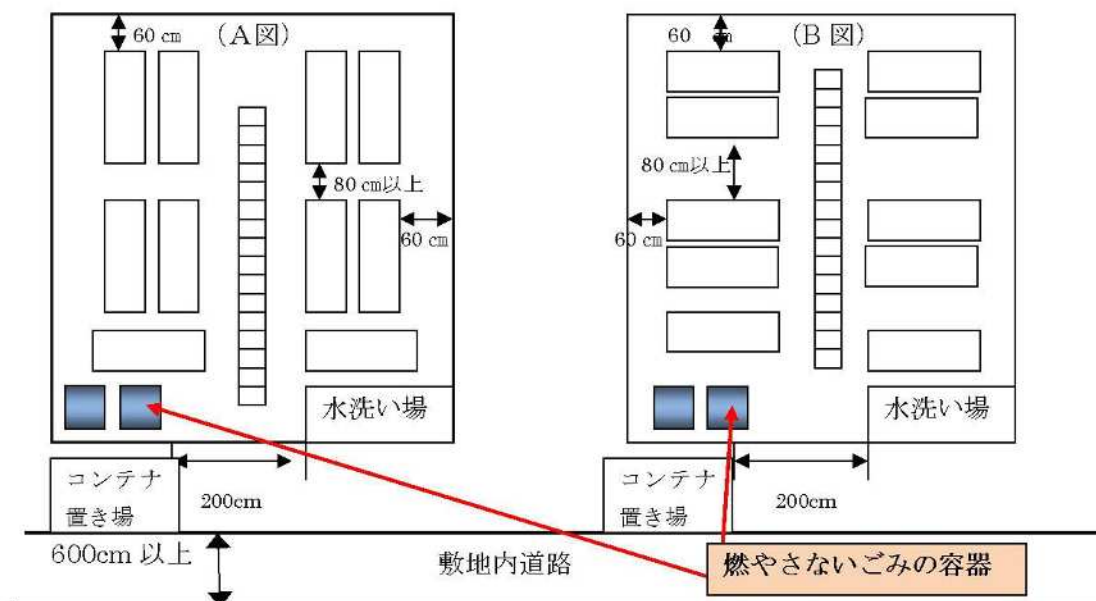 60 ㎝
（Ａ図）
80 ㎝以上
60 ㎝
水洗い場
コンテナ
置き場
200cm
60 ㎝
（Ｂ図）
80 ㎝以上
60 ㎝
水洗い場
コンテナ
置き場
200cm
600cm 以上
敷地内道路
燃やさないごみの容器